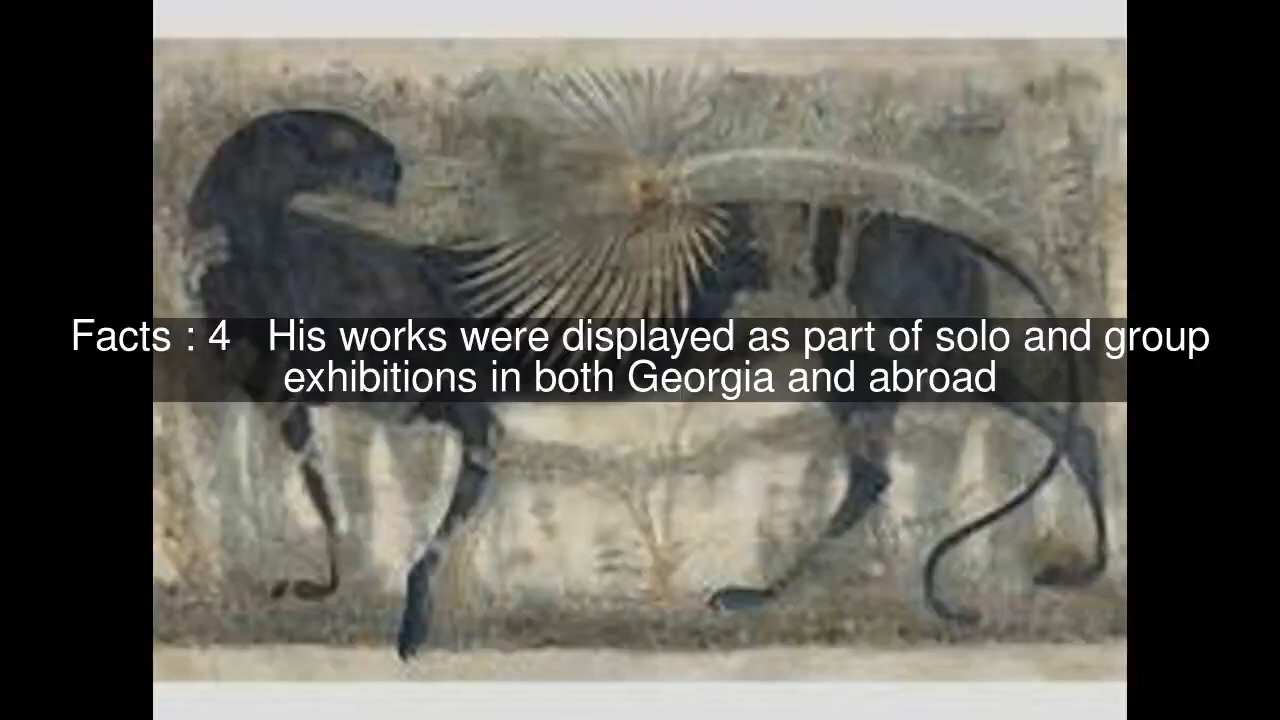 Facts : 4   His works were displayed as part of solo and group
exhibitions in both Georgia and abroad